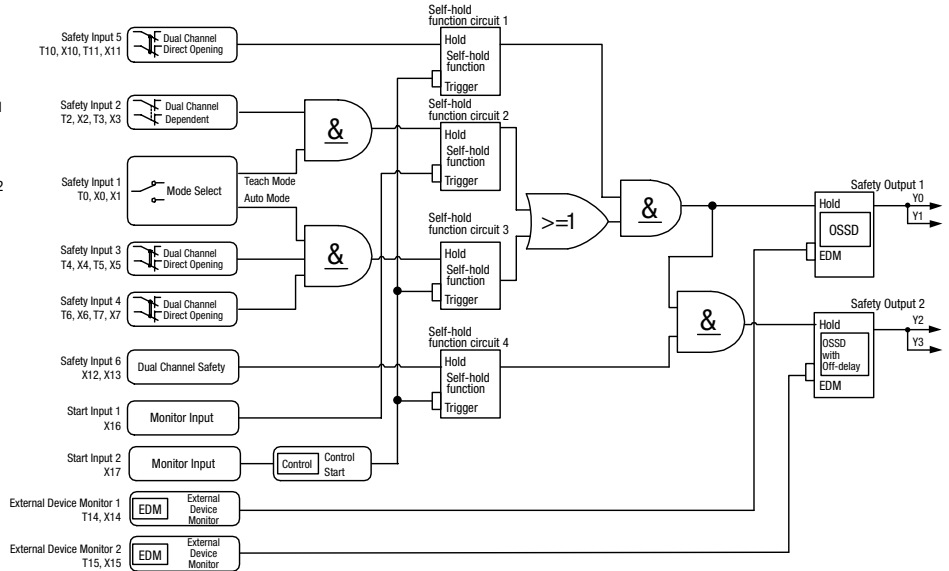 Self-hold
function circuit 1
Safety Input 5
T10, X10, T11, X11
Dual Channel
Direct Opening
Hold
Self-hold
function
Trigger
1
Safety Input 2
T2, X2, T3, X3
Dual Channel
Dependent
&
Self-hold
function circuit 2
Hold
Self-hold
function
Trigger
2
Safety Input 1
T0, X0, X1
Mode Select
Teach Mode
Auto Mode
>=1
&
Safety Output 1
Hold
OSSD
EDM
Y0
Y1
Safety Input 3
T4, X4, T5, X5
Dual Channel
Direct Opening
&
Self-hold
function circuit 3
Hold
Self-hold
function
Trigger
Safety Input 4
T6, X6, T7, X7
Dual Channel
Direct Opening
&
Safety Output 2
Hold
OSSD
with
Off-delay
EDM
Y2
Y3
Safety Input 6
X12, X13
Dual Channel Safety
Self-hold
function circuit 4
Hold
Self-hold
function
Trigger
Start Input 1
X16
Monitor Input
Start Input 2
X17
Monitor Input
Control
Control
Start
External Device Monitor 1
T14, X14
EDM
External
Device
Monitor
External Device Monitor 2
T15, X15
EDM
External
Device
Monitor